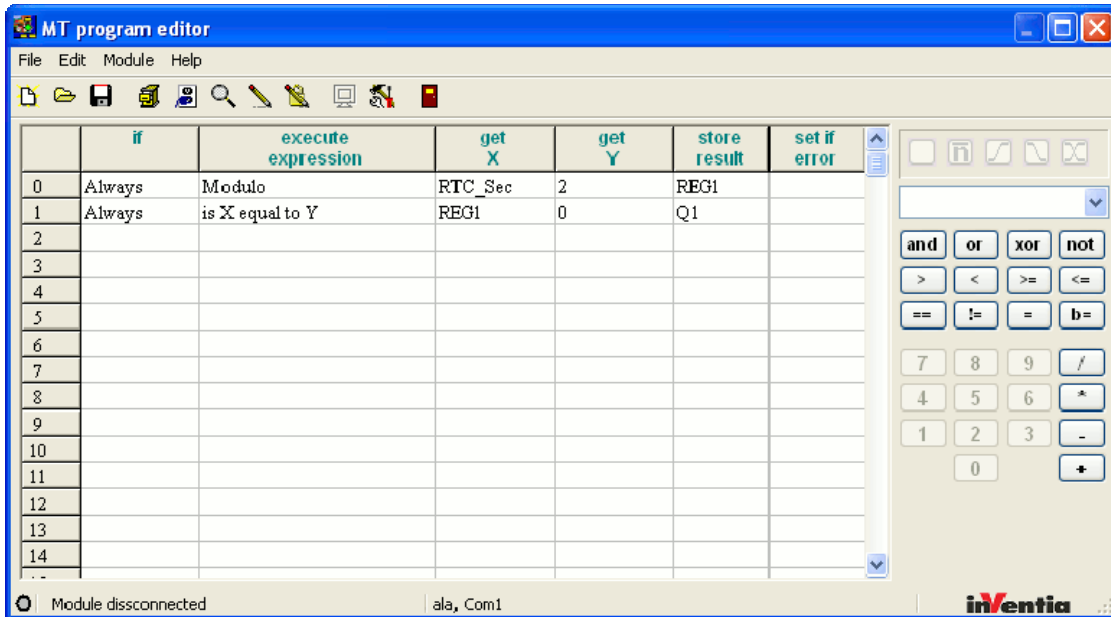 MT program editor
File Edit Module Help
if execute expression get X get Y store result set if error
0 Always Modulo RTC_Sec 2 REG1
1 Always is X equal to Y REG1 0 Q1
2
3
4
5
6
7
8
9
10
11
12
13
14
n
and or xor not
> < >= <=
== != = b=
7 8 9 /
4 5 6 *
1 2 3 -
0 +
Module dissconnected ala, Com1 inVentia